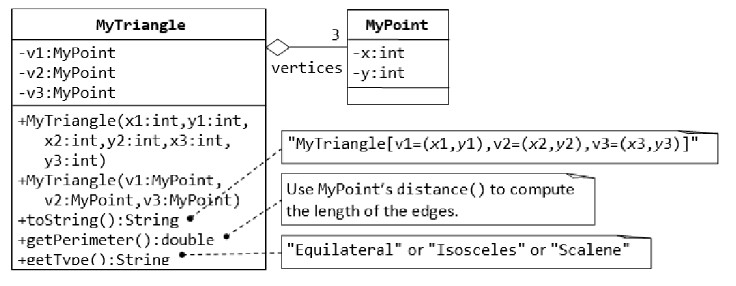 MyTriangle
-v1:MyPoint
-v2:MyPoint
-v3:MyPoint
+MyTriangle(x1:int,y1:int,
x2:int,y2:int,x3:int,
y3:int)
+MyTriangle(v1:MyPoint,
v2:MyPoint,v3:MyPoint)
+toString():String
+getPerimeter():double
+getType():String
3
vertices
MyPoint
-x:int
-y:int
"MyTriangle[v1=(x1,y1),v2=(x2,y2),v3=(x3,y3)]"
Use MyPoint's distance() to compute
the length of the edges.
"Equilateral" or "Isosceles" or "Scalene"